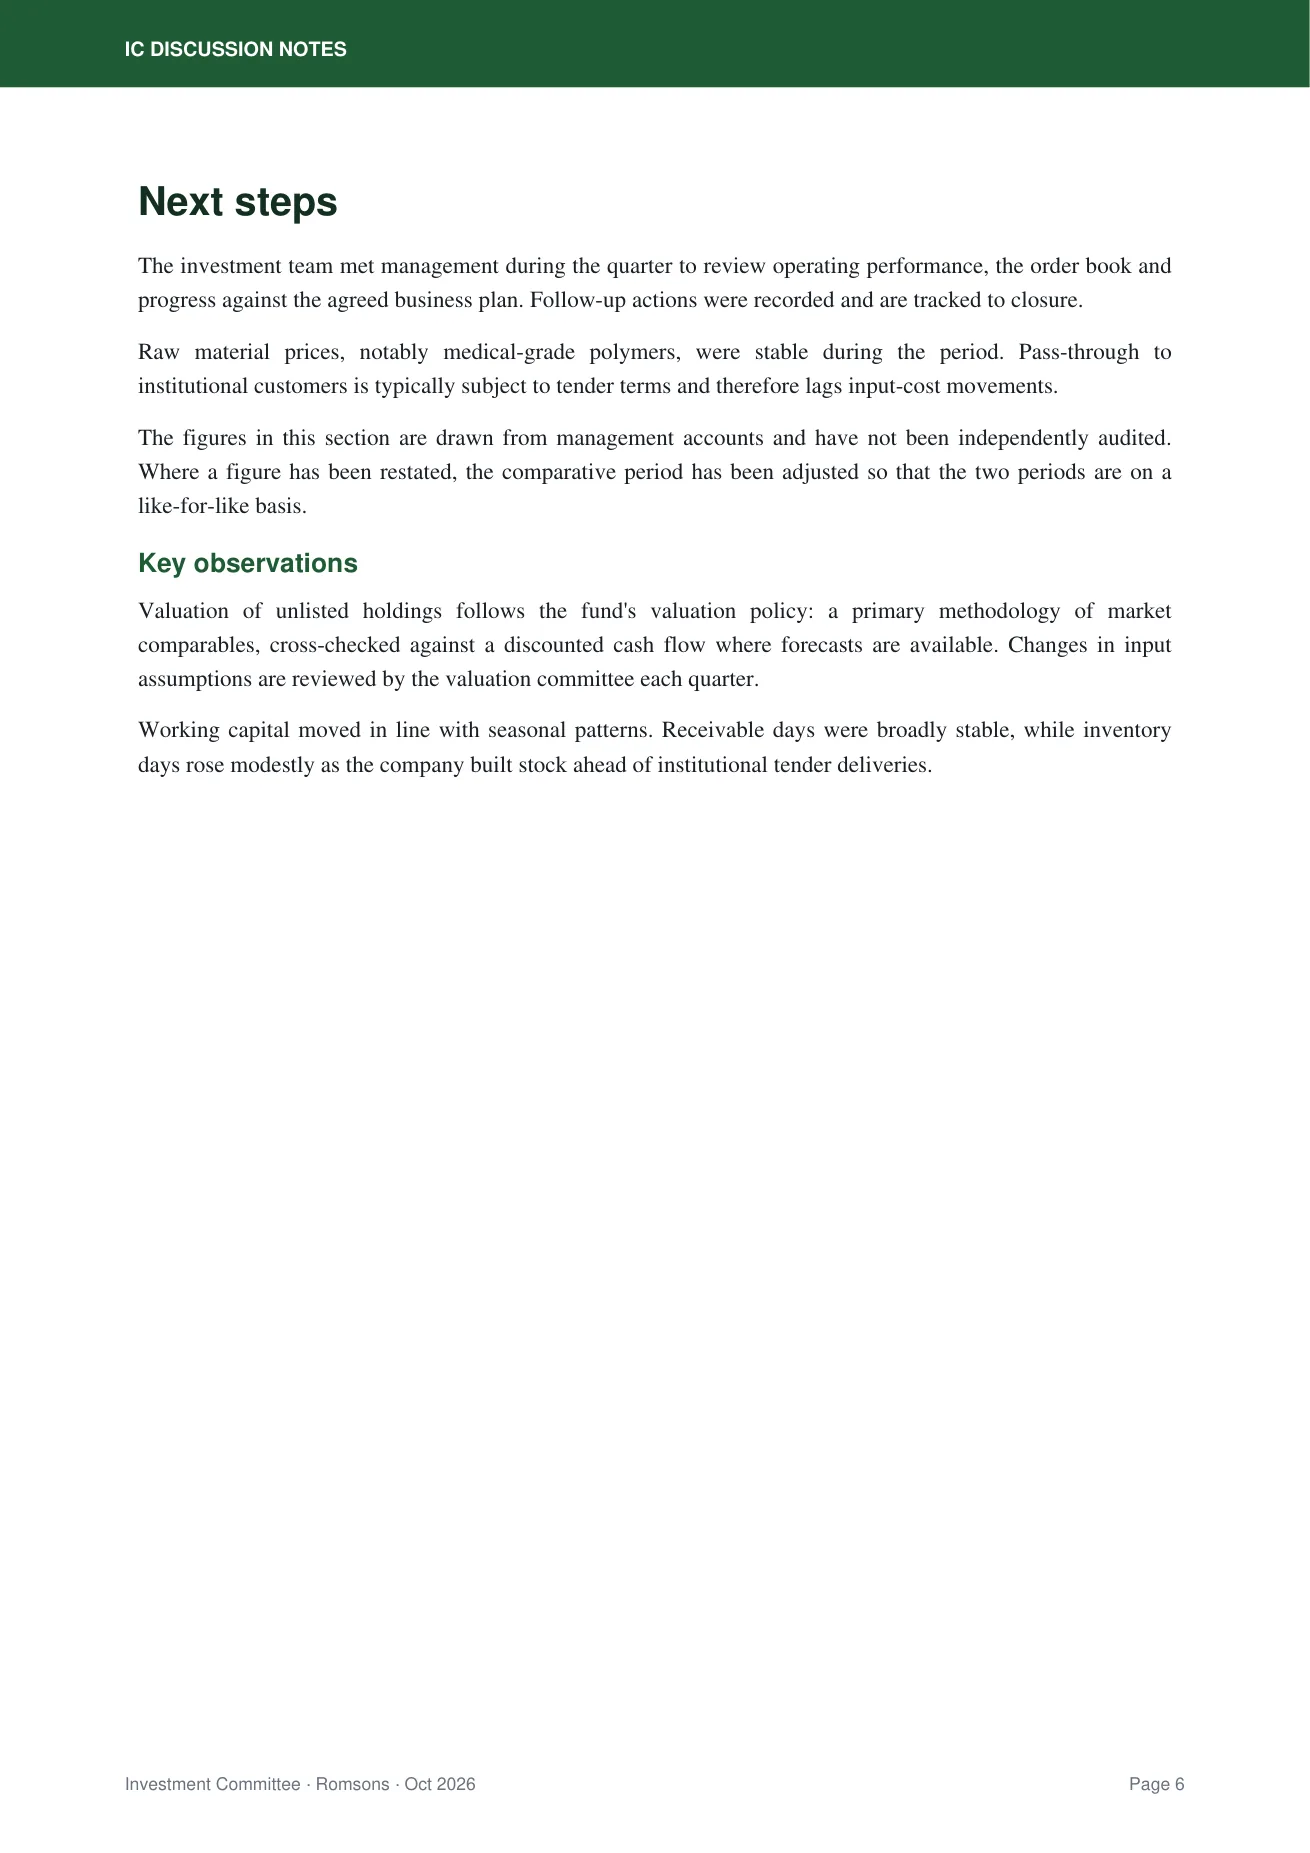 IC DISCUSSION NOTES
Next steps
The investment team met management during the quarter to review operating performance, the order book and
progress against the agreed business plan. Follow-up actions were recorded and are tracked to closure.
Raw material prices, notably medical-grade polymers, were stable during the period. Pass-through to
institutional customers is typically subject to tender terms and therefore lags input-cost movements.
The figures in this section are drawn from management accounts and have not been independently audited.
Where a figure has been restated, the comparative period has been adjusted so that the two periods are on a
like-for-like basis.
Key observations
Valuation of unlisted holdings follows the fund's valuation policy: a primary methodology of market
comparables, cross-checked against a discounted cash flow where forecasts are available. Changes in input
assumptions are reviewed by the valuation committee each quarter.
Working capital moved in line with seasonal patterns. Receivable days were broadly stable, while inventory
days rose modestly as the company built stock ahead of institutional tender deliveries.
Investment Committee · Romsons · Oct 2026
Page 6